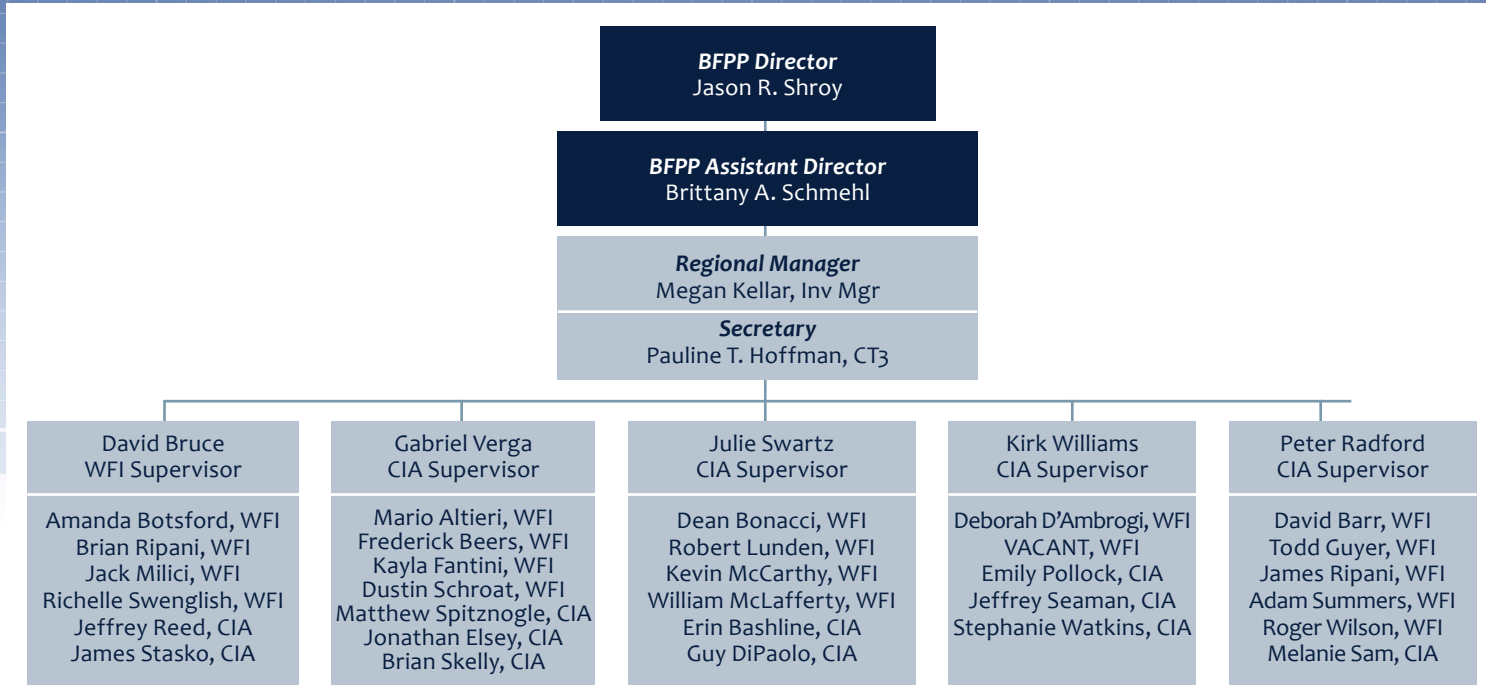 BFPP Director
Jason R. Shroy
BFPP Assistant Director
Brittany A. Schmehl
Regional Manager
Megan Kellar, Inv Mgr
Secretary
Pauline T. Hoffman, CT3
David Bruce
WFI Supervisor
Amanda Botsford, WFI
Brian Ripani, WFI
Jack Milici, WFI
Richelle Swenglish, WFI
Jeffrey Reed, CIA
James Stasko, CIA
Gabriel Verga
CIA Supervisor
Mario Altieri, WFI
Frederick Beers, WFI
Kayla Fantini, WFI
Dustin Schroat, WFI
Matthew Spitznogle, CIA
Jonathan Elsey, CIA
Brian Skelly, CIA
Julie Swartz
CIA Supervisor
Dean Bonacci, WFI
Robert Lunden, WFI
Kevin McCarthy, WFI
William McLafferty, WFI
Erin Bashline, CIA
Guy DiPaolo, CIA
Kirk Williams
CIA Supervisor
Deborah D’Ambrogi, WFI
VACANT, WFI
Emily Pollock, CIA
Jeffrey Seaman, CIA
Stephanie Watkins, CIA
Peter Radford
CIA Supervisor
David Barr, WFI
Todd Guyer, WFI
James Ripani, WFI
Adam Summers, WFI
Roger Wilson, WFI
Melanie Sam, CIA